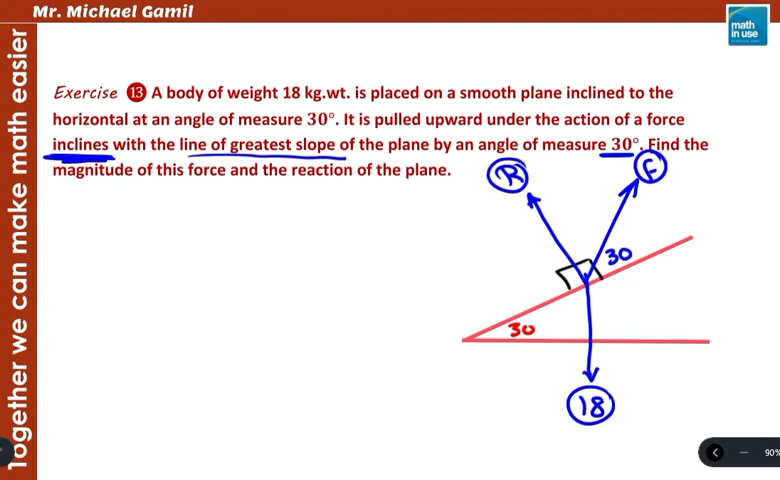 Mr. Michael Gamil
math
in use
Together we can make math easier
Exercise 13 A body of weight 18 kg.wt. is placed on a smooth plane inclined to the
horizontal at an angle of measure 30°. It is pulled upward under the action of a force
inclines with the line of greatest slope of the plane by an angle of measure 30°. Find the
magnitude of this force and the reaction of the plane.
R
F
30
30
18
90%